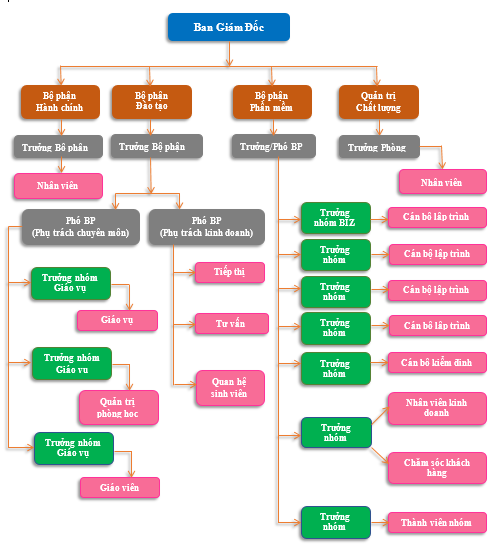 Ban Giám Đốc
Bộ phận
Hành chính
Bộ phận
Đào tạo
Bộ phận
Phần mềm
Quản trị
Chất lượng
Trưởng Bộ phận
Trưởng Bộ phận
Trưởng/Phó BP
Trưởng Phòng
Nhân viên
Nhân viên
Phó BP
(Phụ trách chuyên môn)
Phó BP
(Phụ trách kinh doanh)
Trưởng
nhóm BIZ
Cán bộ lập trình
Trưởng
nhóm
Cán bộ lập trình
Trưởng nhóm
Giáo vụ
Tiếp thị
Trưởng
nhóm
Cán bộ lập trình
Giáo vụ
Tư vấn
Trưởng
nhóm
Cán bộ lập trình
Trưởng nhóm
Giáo vụ
Trưởng
nhóm
Cán bộ kiểm định
Quan hệ
sinh viên
Quản trị
phòng học
Nhân viên kinh
doanh
Trưởng
nhóm
Trưởng nhóm
Giáo vụ
Chăm sóc khách
hàng
Giáo viên
Trưởng
nhóm
Thành viên nhóm